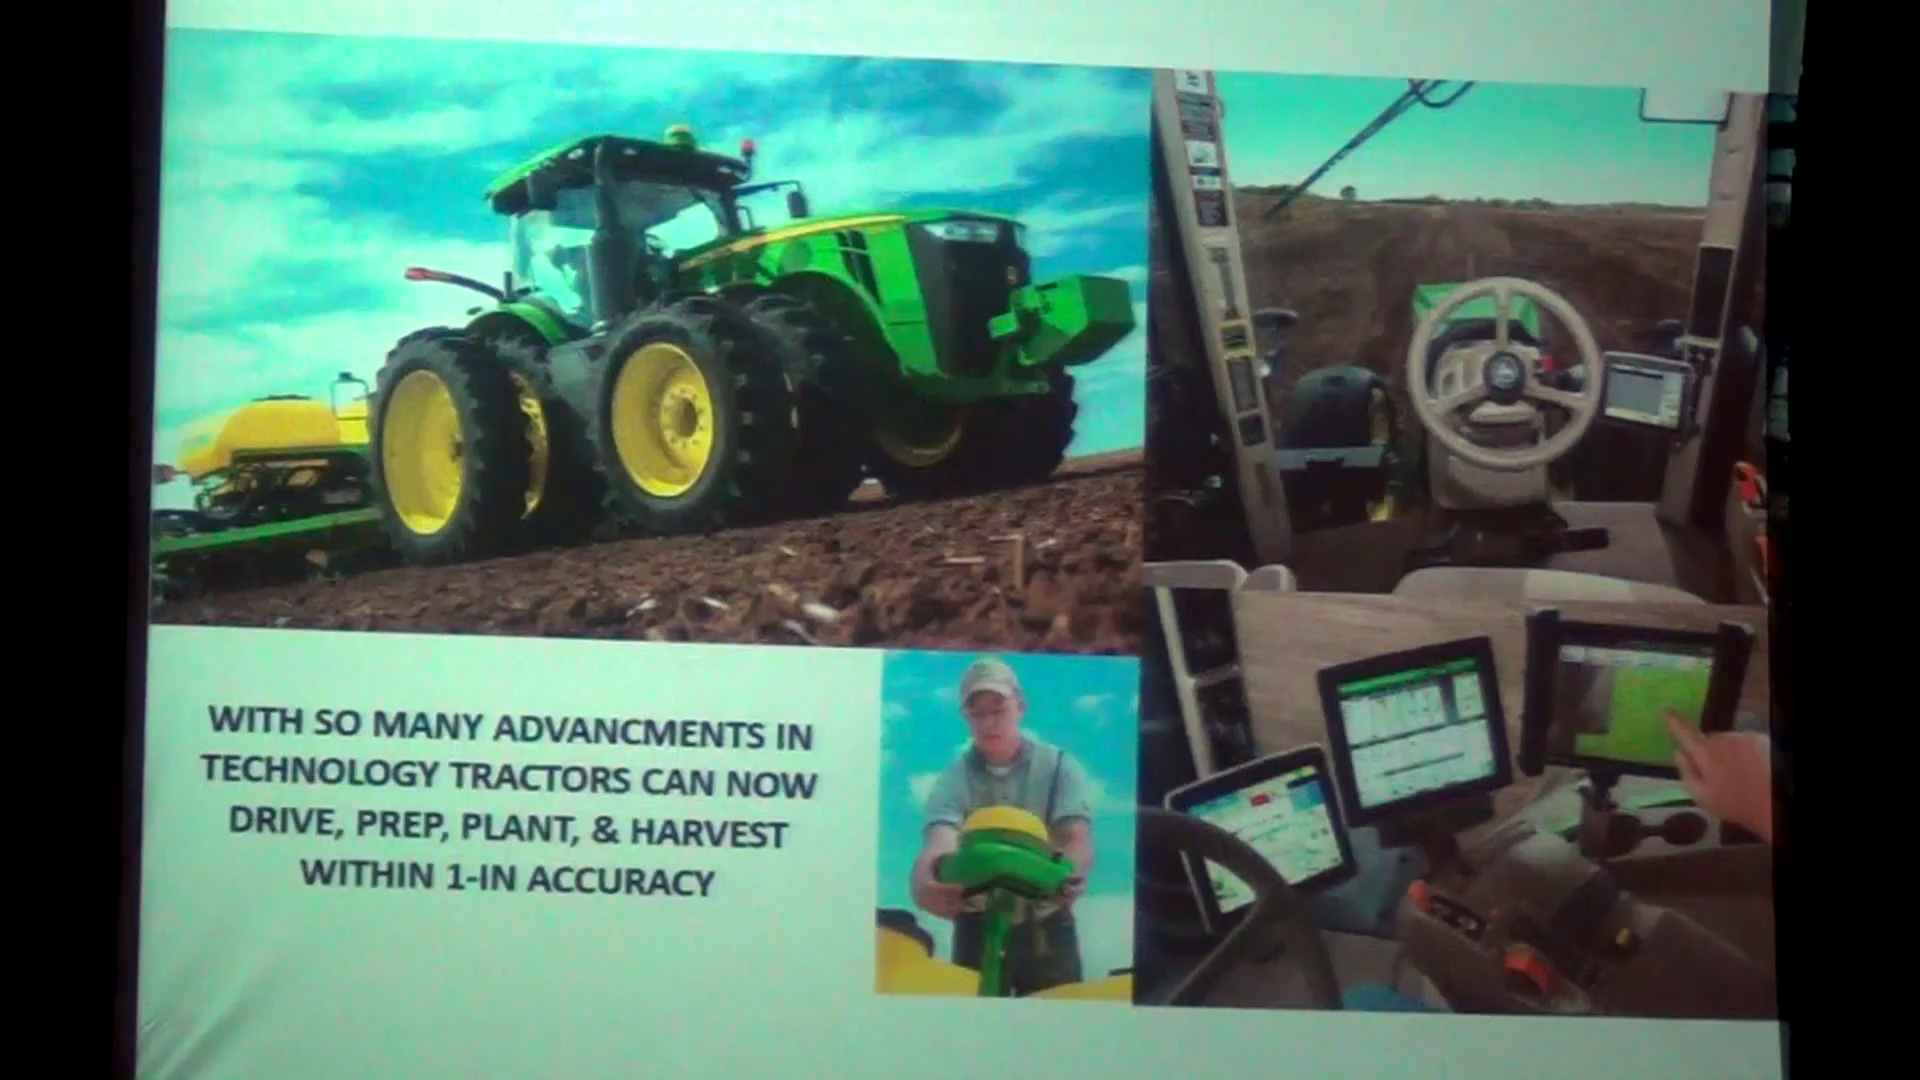 WITH SO MANY ADVANCMENTS IN
TECHNOLOGY TRACTORS CAN NOW
DRIVE, PREP, PLANT, & HARVEST
WITHIN 1-IN ACCURACY